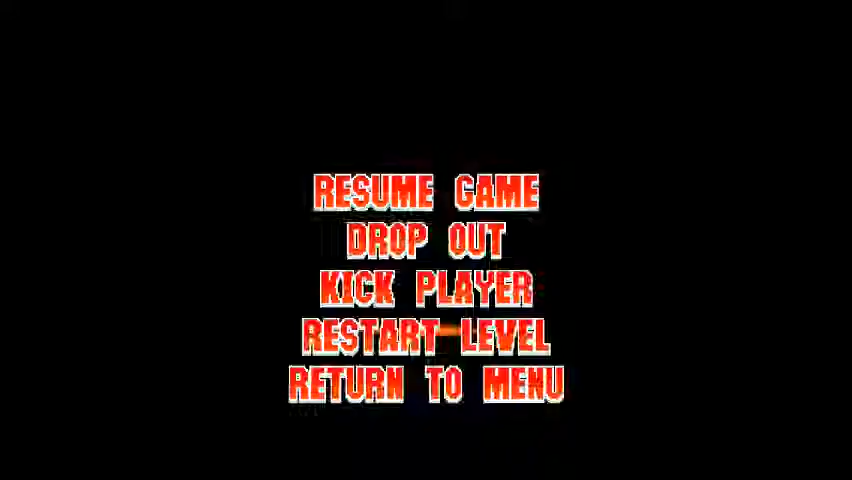 RESUME GAME
DROP OUT
KICK PLAYER
RESTART LEVEL
RETURN TO MENU